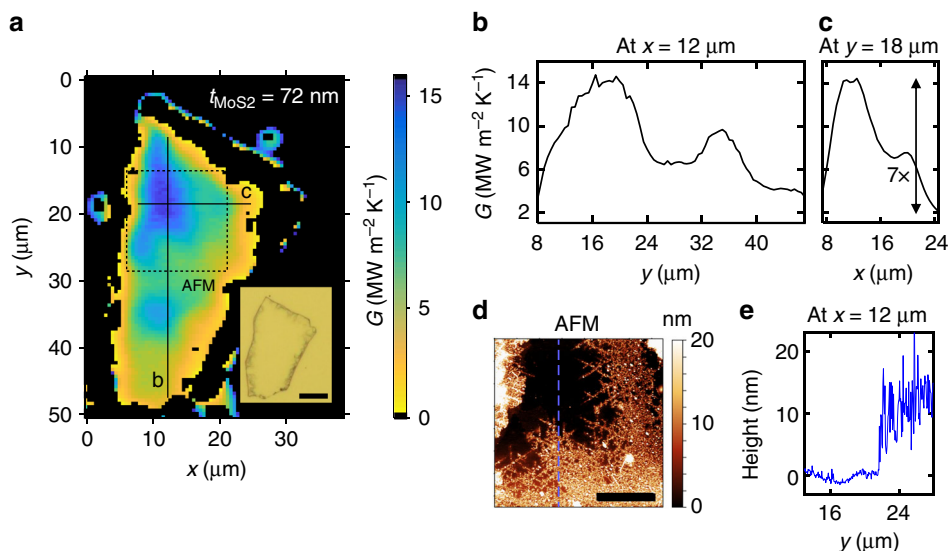 a
0
10
20
30
40
50
y (μm)
0
10
20
30
x (μm)
t_MoS2 = 72 nm
c
AFM
b
15
10
5
0
G (MW m⁻² K⁻¹)
b
At x = 12 μm
14
10
6
2
G (MW m⁻² K⁻¹)
8
16
24
32
40
y (μm)
c
At y = 18 μm
7×
8
16
24
x (μm)
d
AFM
nm
20
10
0
e
At x = 12 μm
20
10
0
Height (nm)
16
24
y (μm)